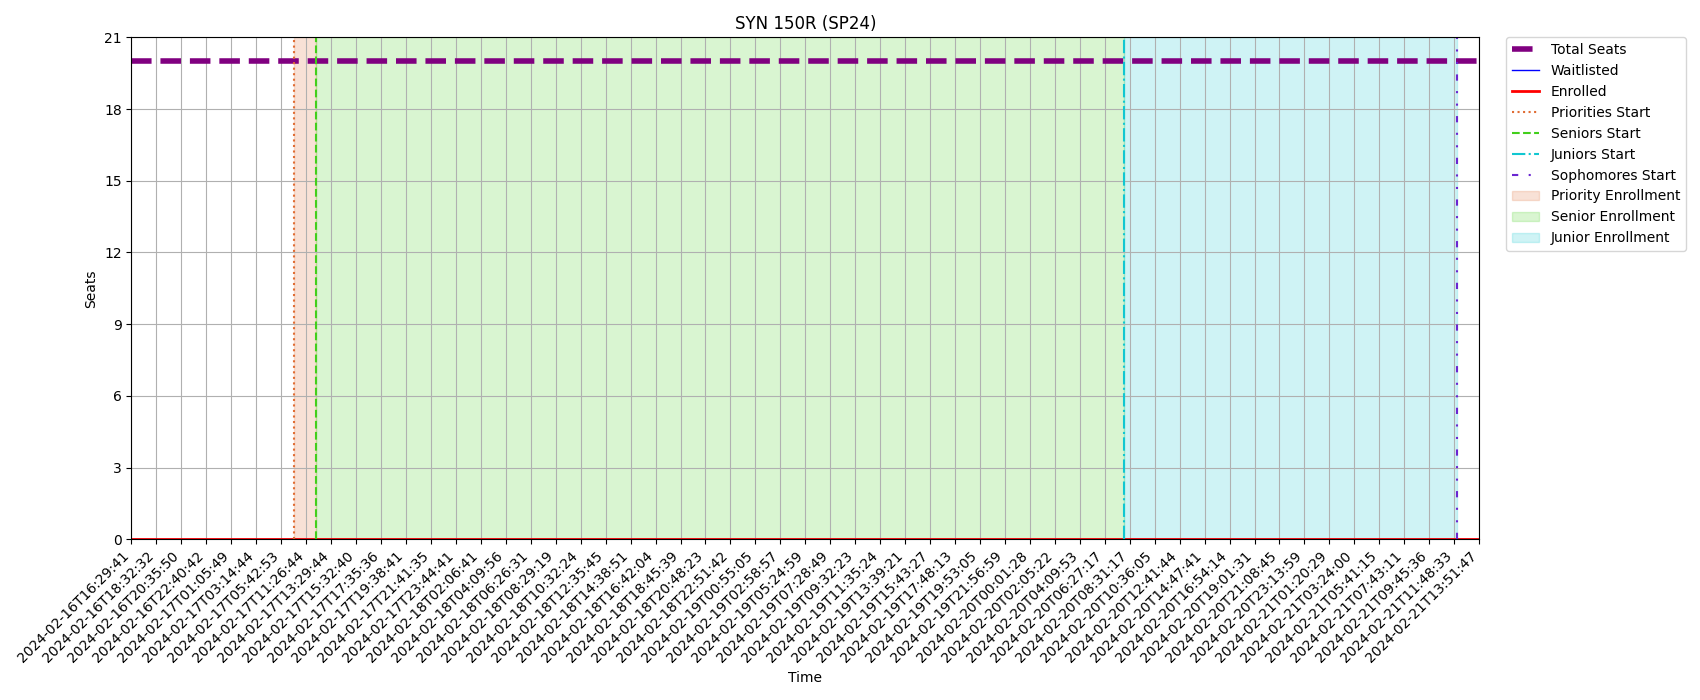 SYN 150R (SP24)
21
18
15
12
9
6
3
0
Seats
2024-02-16T16:29:41
2024-02-16T18:32:32
2024-02-16T20:35:50
2024-02-16T22:40:42
2024-02-17T01:05:49
2024-02-17T03:14:44
2024-02-17T05:42:53
2024-02-17T11:26:44
2024-02-17T13:29:44
2024-02-17T15:32:40
2024-02-17T17:35:36
2024-02-17T19:38:41
2024-02-17T21:41:35
2024-02-17T23:44:41
2024-02-18T02:06:41
2024-02-18T04:09:56
2024-02-18T06:26:31
2024-02-18T08:29:19
2024-02-18T10:32:24
2024-02-18T12:35:45
2024-02-18T14:38:51
2024-02-18T16:42:04
2024-02-18T18:45:39
2024-02-18T20:48:23
2024-02-18T22:51:42
2024-02-19T00:55:05
2024-02-19T02:58:57
2024-02-19T05:24:59
2024-02-19T07:28:49
2024-02-19T09:32:23
2024-02-19T11:35:24
2024-02-19T13:39:21
2024-02-19T15:43:27
2024-02-19T17:48:13
2024-02-19T19:53:05
2024-02-19T21:56:59
2024-02-20T00:01:28
2024-02-20T02:05:22
2024-02-20T04:09:53
2024-02-20T06:27:17
2024-02-20T08:31:17
2024-02-20T10:36:05
2024-02-20T12:41:44
2024-02-20T14:47:41
2024-02-20T16:54:14
2024-02-20T19:01:31
2024-02-20T21:08:45
2024-02-20T23:13:59
2024-02-21T01:20:29
2024-02-21T03:24:00
2024-02-21T05:41:15
2024-02-21T07:43:11
2024-02-21T09:45:36
2024-02-21T11:48:33
2024-02-21T13:51:47
Time
Total Seats
Waitlisted
Enrolled
Priorities Start
Seniors Start
Juniors Start
Sophomores Start
Priority Enrollment
Senior Enrollment
Junior Enrollment